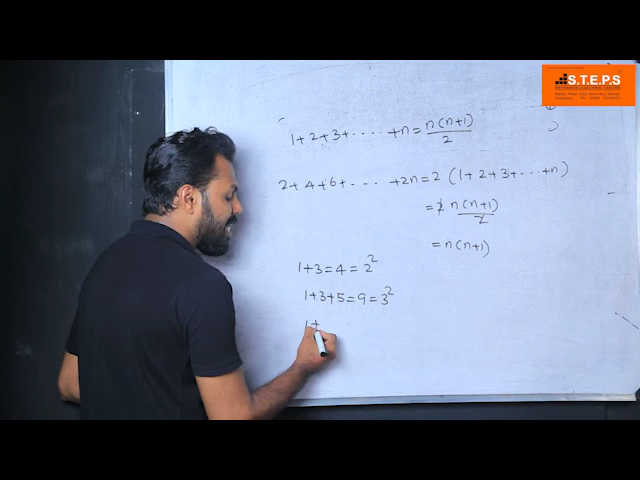 S.T.E.P.S
1+2+3+.....+n=n(n+1)/2
2+4+6+.... +2n=2 (1+2+3+...+n)
=2 n(n+1)/2
=n(n+1)
1+3=4=2²
1+3+5=9=3²
1+